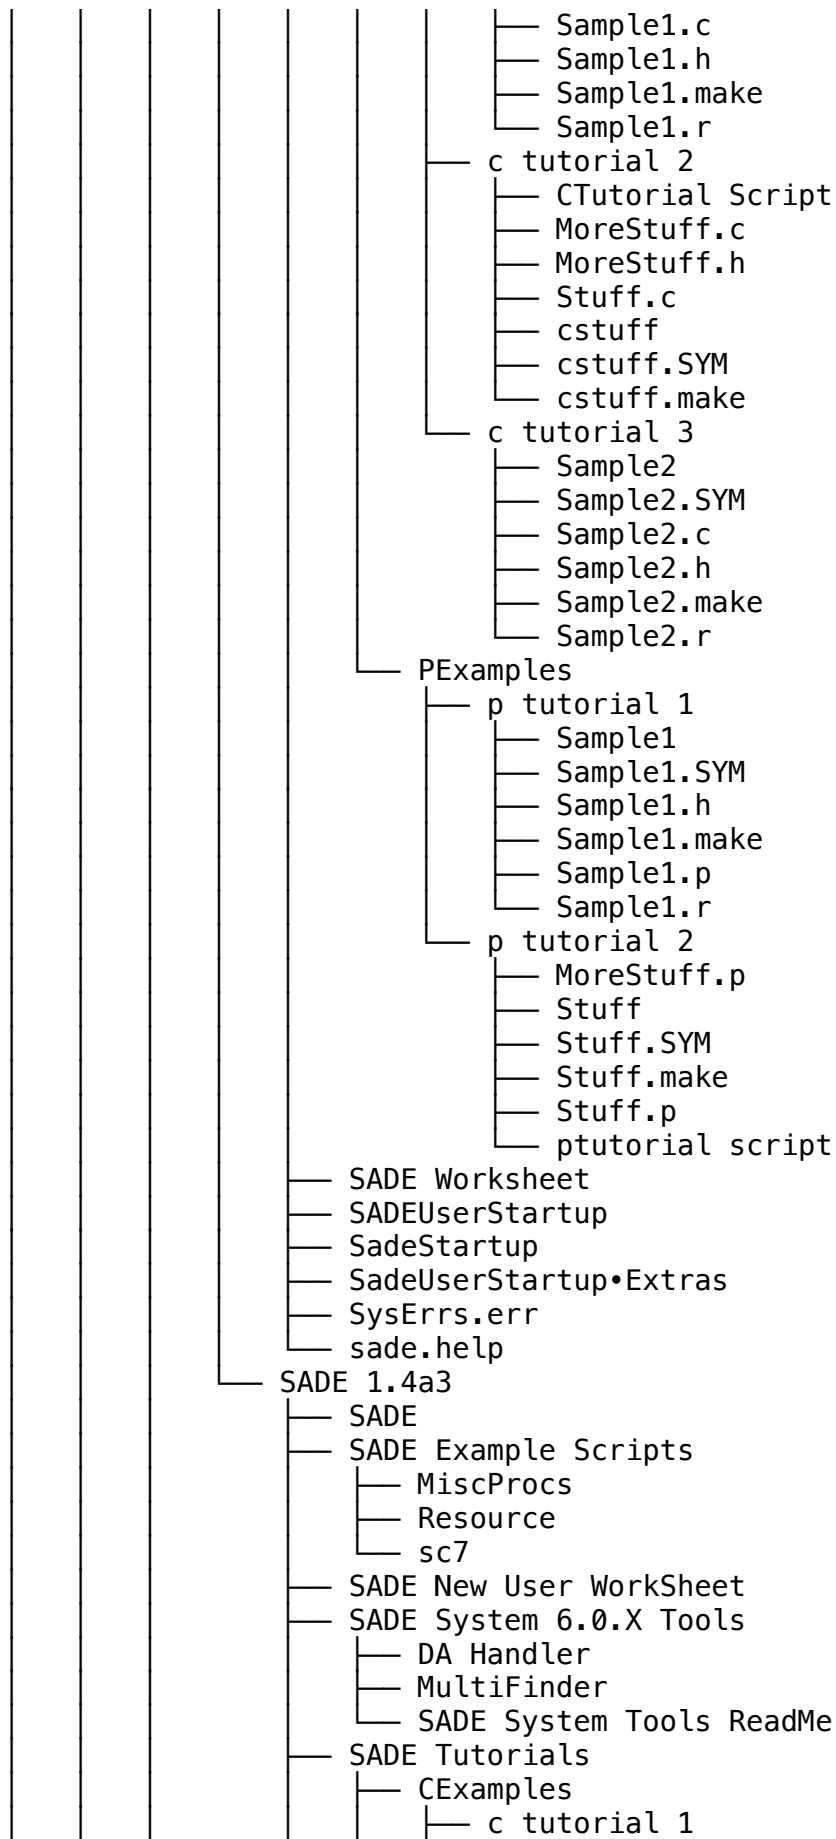 Sample1.c
Sample1.h
Sample1.make
Sample1.r
c tutorial 2
CTutorial Script
MoreStuff.c
MoreStuff.h
Stuff.c
cstuff
cstuff.SYM
cstuff.make
c tutorial 3
Sample2
Sample2.SYM
Sample2.c
Sample2.h
Sample2.make
Sample2.r
PExamples
p tutorial 1
Sample1
Sample1.SYM
Sample1.h
Sample1.make
Sample1.p
Sample1.r
p tutorial 2
MoreStuff.p
Stuff
Stuff.SYM
Stuff.make
Stuff.p
ptutorial script
SADE Worksheet
SADEUserStartup
SadeStartup
SadeUserStartup•Extras
SysErrs.err
sade.help
SADE 1.4a3
SADE
SADE Example Scripts
MiscProcs
Resource
sc7
SADE New User WorkSheet
SADE System 6.0.X Tools
DA Handler
MultiFinder
SADE System Tools ReadMe
SADE Tutorials
CExamples
c tutorial 1